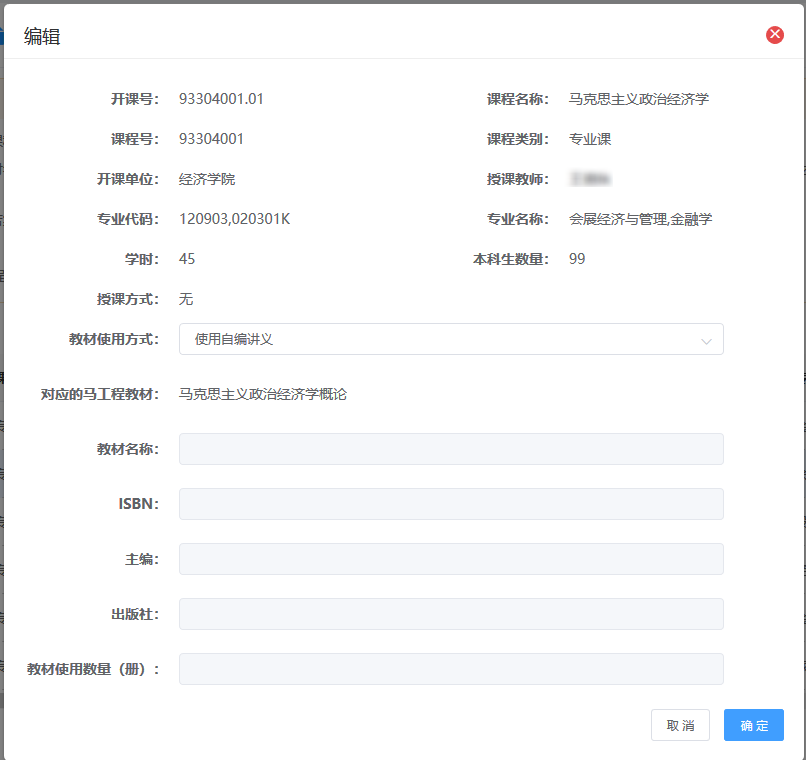 编辑
开课号： 93304001.01 课程名称： 马克思主义政治经济学
课程号： 93304001 课程类别： 专业课
开课单位： 经济学院 授课教师：
专业代码： 120903,020301K 专业名称： 会展经济与管理,金融学
学时： 45 本科生数量： 99
授课方式： 无
教材使用方式： 使用自编讲义
对应的马工程教材： 马克思主义政治经济学概论
教材名称：
ISBN：
主编：
出版社：
教材使用数量（册）：
取消 确定